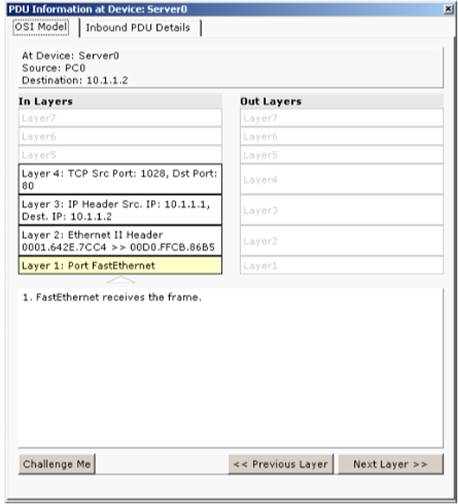 PDU Information at Device: Server0
OSI Model
Inbound PDU Details
At Device: Server0
Source: PC0
Destination: 10.1.1.2
In Layers
Out Layers
Layer7
Layer7
Layer6
Layer6
Layer5
Layer5
Layer 4: TCP Src Port: 1028, Dst Port:
80
Layer4
Layer 3: IP Header Src. IP: 10.1.1.1,
Dest. IP: 10.1.1.2
Layer3
Layer 2: Ethernet II Header
0001.642E.7CC4 >> 00D0.FFCB.86B5
Layer2
Layer 1: Port FastEthernet
Layer1
1. FastEthernet receives the frame.
Challenge Me
<< Previous Layer
Next Layer >>